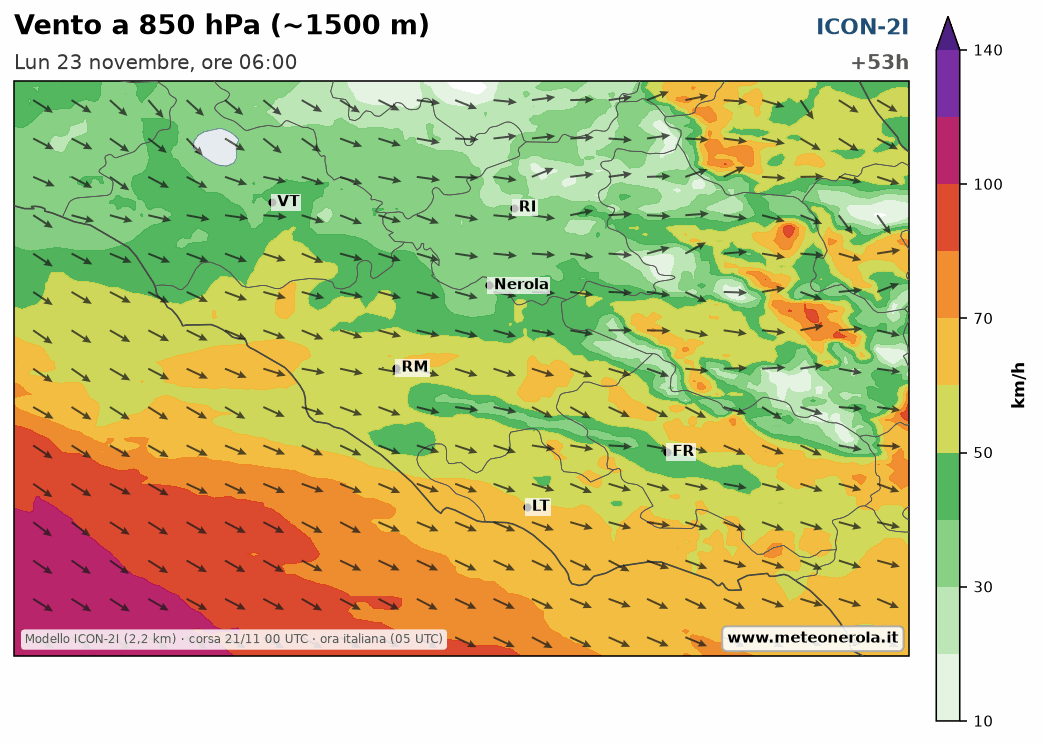 Vento a 850 hPa (~1500 m)
ICON-2I
Lun 23 novembre, ore 06:00
+53h
140
VT
RI
100
Nerola
70
RM
km/h
FR
50
LT
30
Modello ICON-2I (2,2 km) · corsa 21/11 00 UTC · ora italiana (05 UTC)
www.meteonerola.it
10